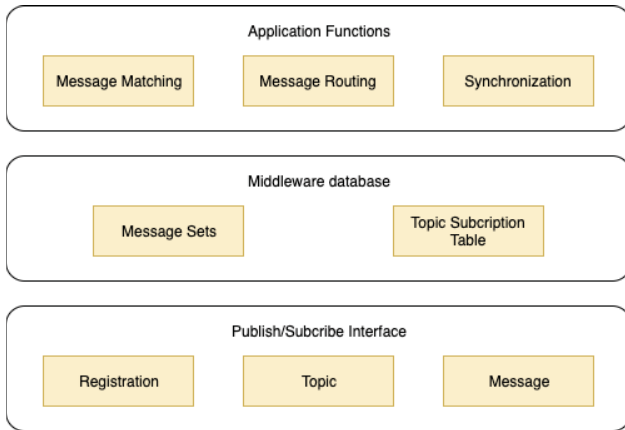 Application Functions
Message Matching
Message Routing
Synchronization
Middleware database
Message Sets
Topic Subcription
Table
Publish/Subcribe Interface
Registration
Topic
Message